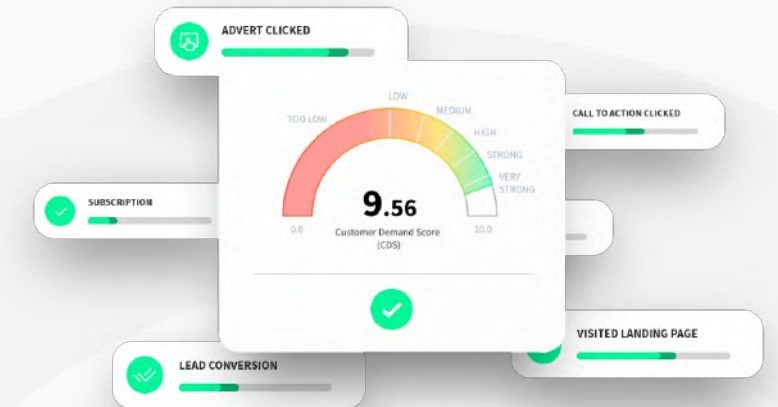 ADVERT CLICKED
LOW
TOO LOW
MEDIUM
CALL TO ACTION CLICKED
HIGH
STRONG
VERY
STRONG
SUBSCRIPTION
9.56
0.0
Customer Demand Score
10.0
(CDS)
VISITED LANDING PAGE
LEAD CONVERSION